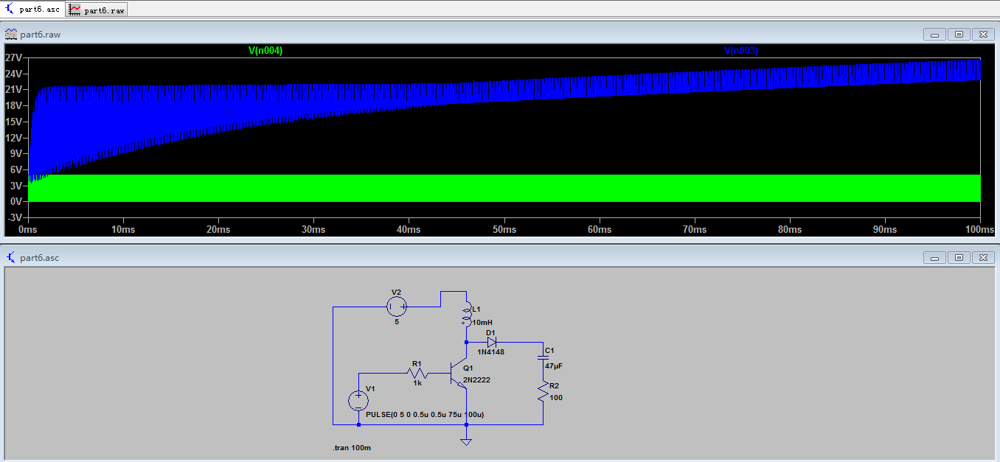 part6.asc part6.raw
part6.raw
V(n004) V(n003)
27V
24V
21V
18V
15V
12V
9V
6V
3V
0V
-3V
0ms 10ms 20ms 30ms 40ms 50ms 60ms 70ms 80ms 90ms 100ms
part6.asc
V2
5
L1
10mH
D1
1N4148
C1
47µF
R1
1k
Q1
2N2222
R2
100
V1
PULSE(0 5 0 0.5u 0.5u 75u 100u)
.tran 100m